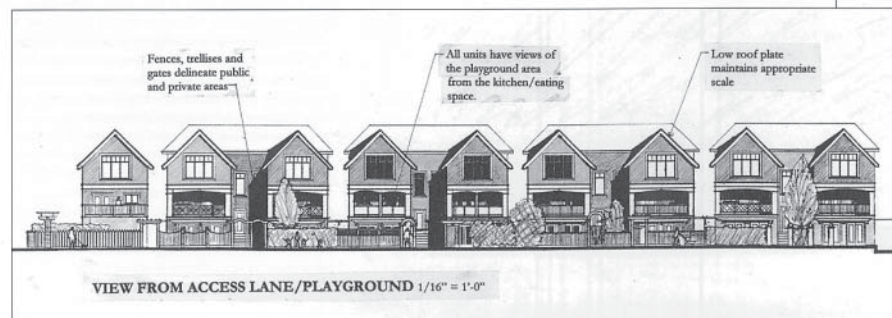 Fences, trellises and
gates delineate public
and private areas
All units have views of
the playground area
from the kitchen/eating
space.
Low roof plate
maintains appropriate
scale
VIEW FROM ACCESS LANE/PLAYGROUND 1/16" = 1'-0"